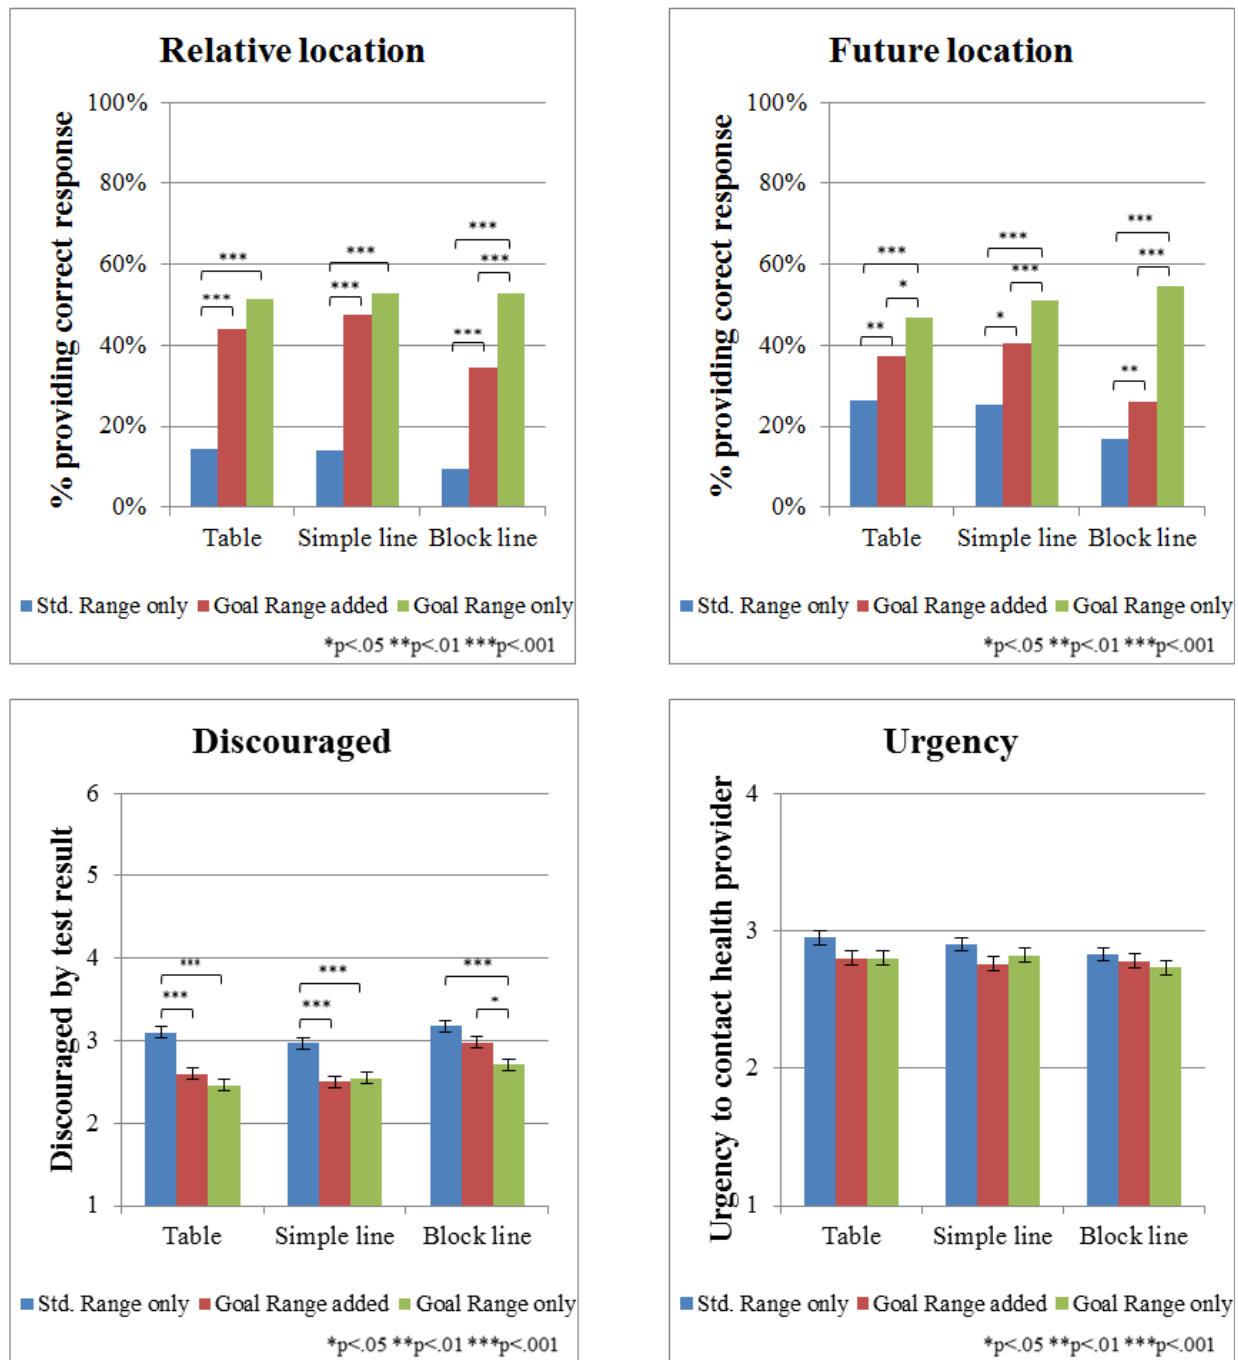 Relative location
% providing correct response
100%
80%
60%
40%
20%
0%
***
***
***
***
***
***
***
Table Simple line Block line
Std. Range only Goal Range added Goal Range only
*p<.05 **p<.01 ***p<.001
Future location
% providing corect response
100%
80%
60%
40%
20%
0%
***
*
**
***
***
*
***
***
**
Table Simple line Block line
Std. Range only Goal Range added Goal Range only
*p<.05 **p<.01 ***p<.001
Discouraged
Discouraged by test result
6
5
4
3
2
1
***
***
***
***
***
*
Table Simple line Block line
Std. Range only Goal Range added Goal Range only
*p<.05 **p<.01 ***p<.001
Urgency
Urgency to contact health provider
4
3
2
1
Table Simple line Block line
Std. Range only Goal Range added Goal Range only
*p<.05 **p<.01 ***p<.001